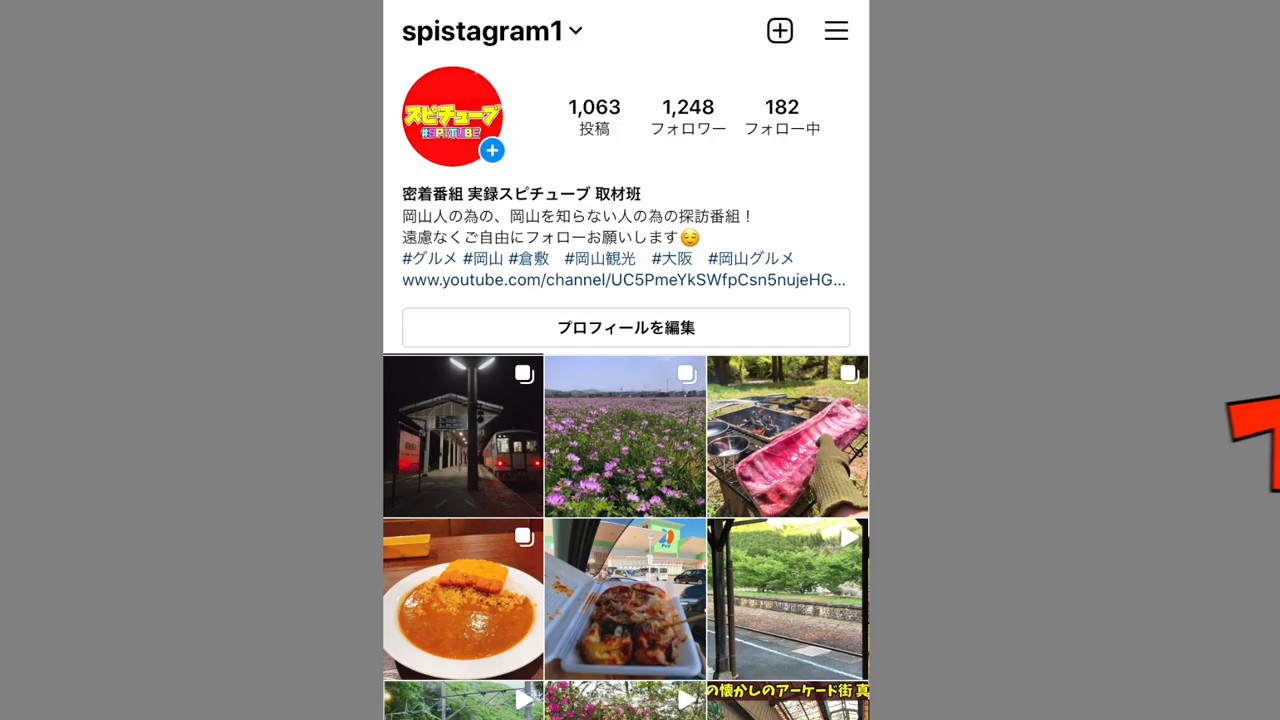 spistagram1
スピチューブ
#SPITUBE
1,063 1,248 182
投稿 フォロワー フォロー中
密着番組 実録スピチューブ 取材班
岡山人の為の、岡山を知らない人の為の探訪番組！
遠慮なくご自由にフォローお願いします😌
#グルメ #岡山 #倉敷　#岡山観光　#大阪　#岡山グルメ
www.youtube.com/channel/UC5PmeYkSWfpCsn5nujeHG...
プロフィールを編集
の懐かしのアーケード街 真